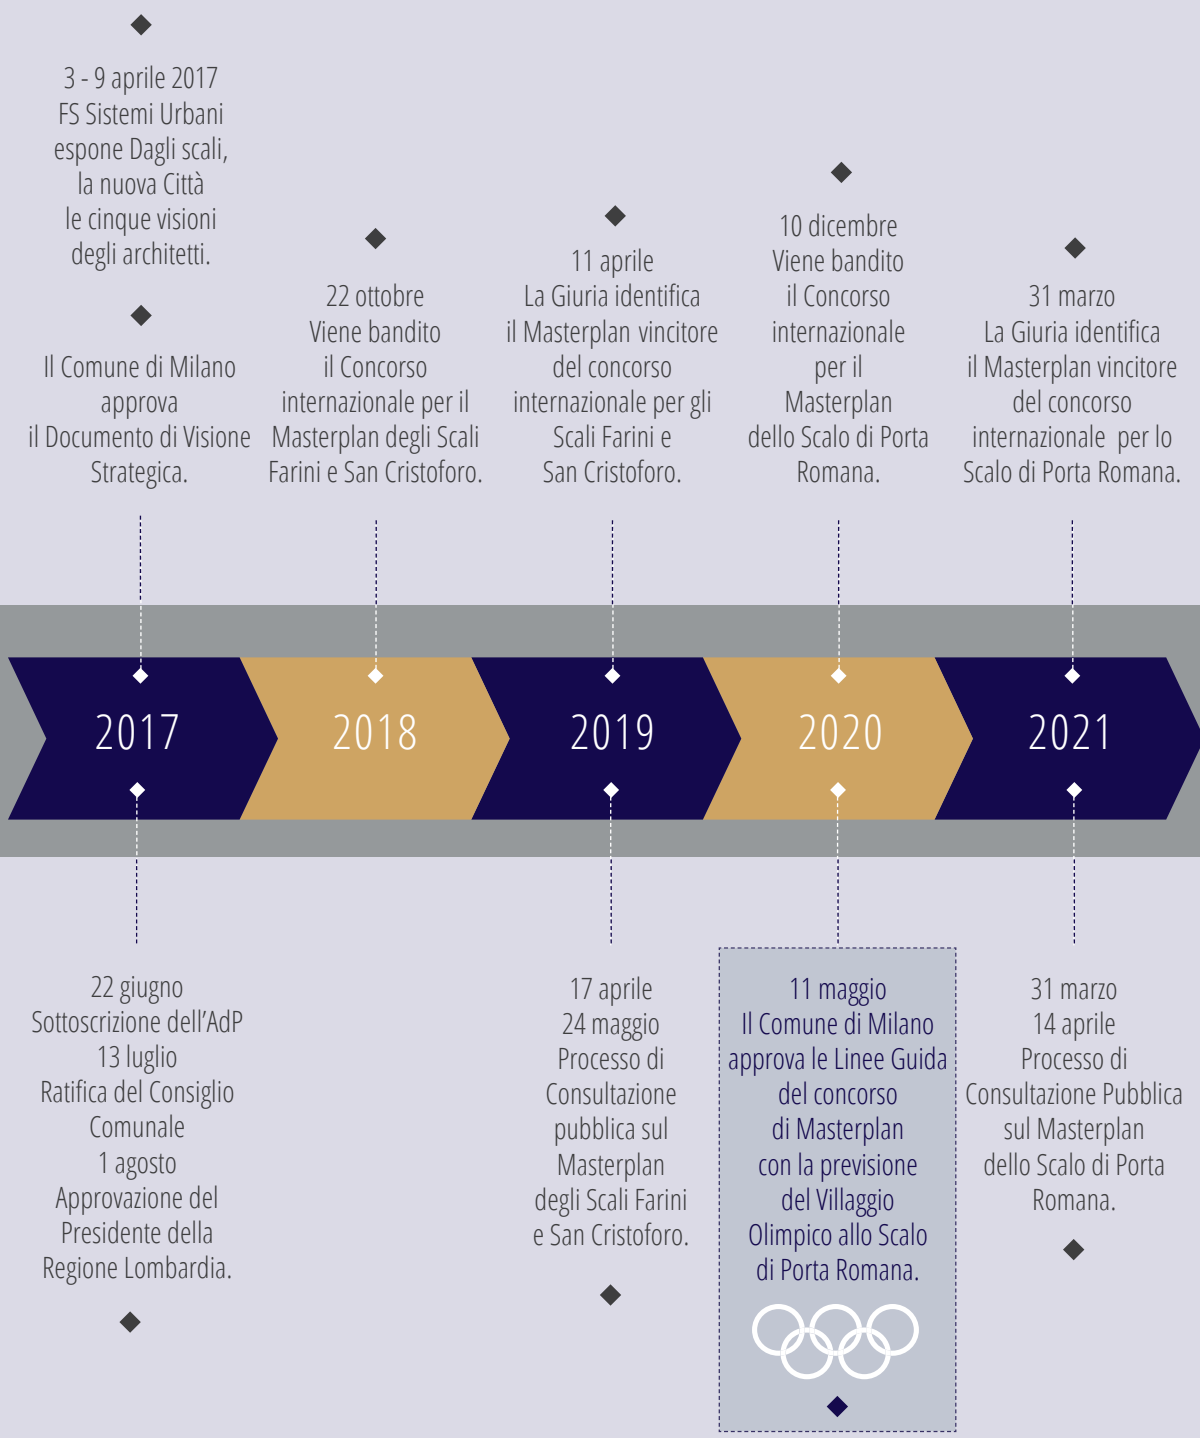 3 - 9 aprile 2017
FS Sistemi Urbani
espone Dagli scali,
la nuova Città
le cinque visioni
degli architetti.
Il Comune di Milano
approva
il Documento di Visione
Strategica.
22 ottobre
Viene bandito
il Concorso
internazionale per il
Masterplan degli Scali
Farini e San Cristoforo.
11 aprile
La Giuria identifica
il Masterplan vincitore
del concorso
internazionale per gli
Scali Farini e
San Cristoforo.
10 dicembre
Viene bandito
il Concorso
internazionale
per il
Masterplan
dello Scalo di Porta
Romana.
31 marzo
La Giuria identifica
il Masterplan vincitore
del concorso
internazionale per lo
Scalo di Porta Romana.
2017
2018
2019
2020
2021
22 giugno
Sottoscrizione dell’AdP
13 luglio
Ratifica del Consiglio
Comunale
1 agosto
Approvazione del
Presidente della
Regione Lombardia.
17 aprile
24 maggio
Processo di
Consultazione
pubblica sul
Masterplan
degli Scali Farini
e San Cristoforo.
11 maggio
Il Comune di Milano
approva le Linee Guida
del concorso
di Masterplan
con la previsione
del Villaggio
Olimpico allo Scalo
di Porta Romana.
31 marzo
14 aprile
Processo di
Consultazione Pubblica
sul Masterplan
dello Scalo di Porta
Romana.